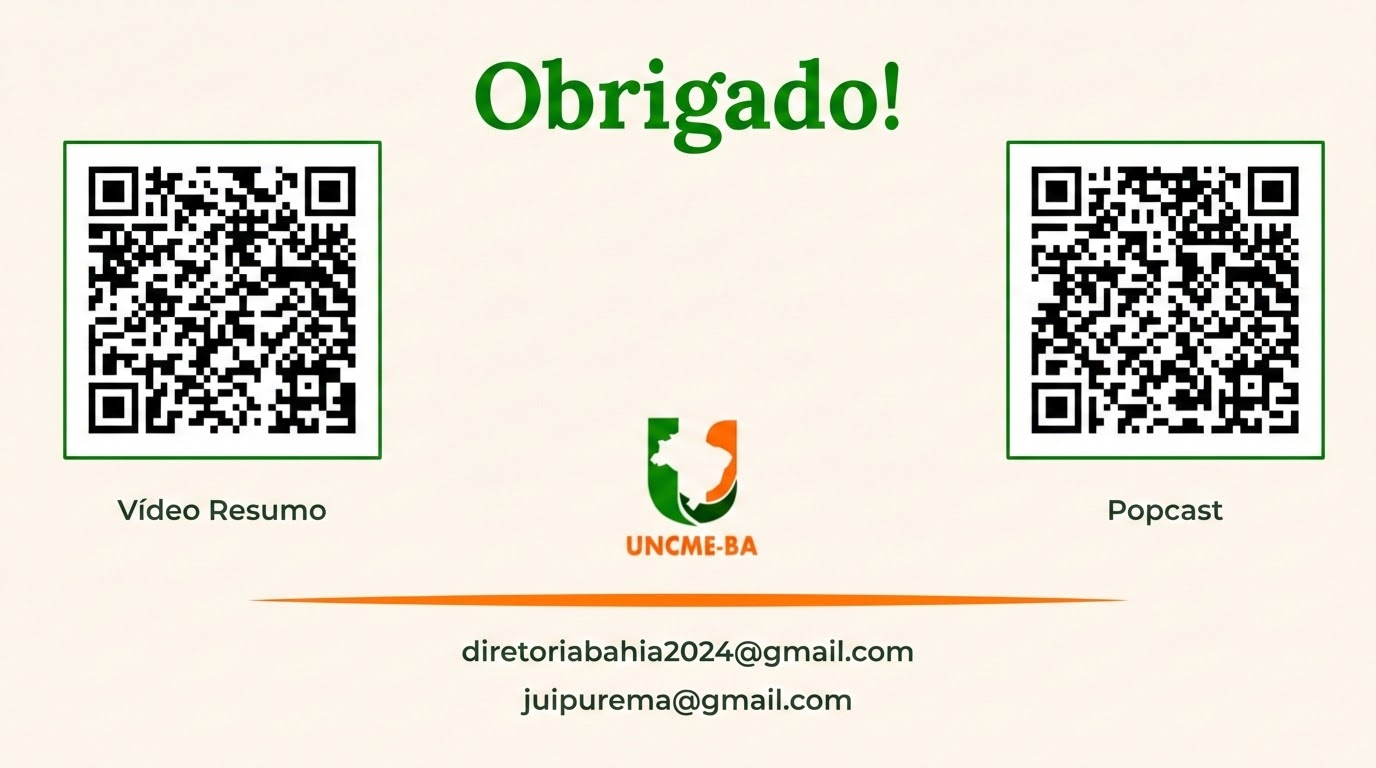 Obrigado!
Vídeo Resumo
Popcast
UNCME-BA
diretoriabahia2024@gmail.com
juipurema@gmail.com